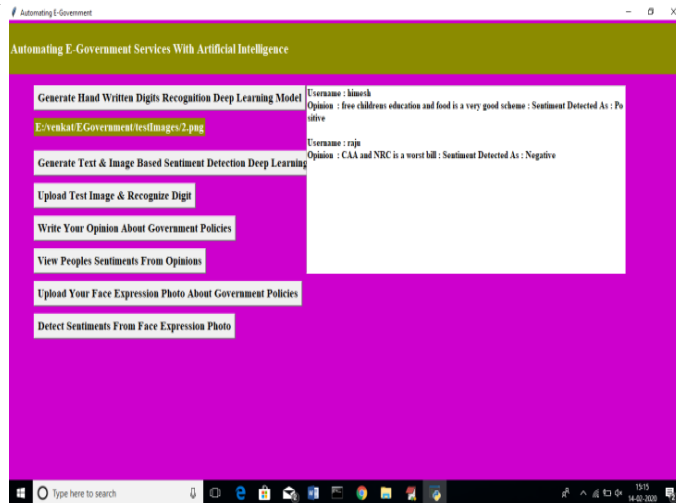 Automating E-Government
Automating E-Government Services With Artificial Intelligence
Generate Hand Written Digits Recognition Deep Learning Model
E:/venkat/EGovernment/testImages/2.png
Generate Text & Image Based Sentiment Detection Deep Learning
Upload Test Image & Recognize Digit
Write Your Opinion About Government Policies
View Peoples Sentiments From Opinions
Upload Your Face Expression Photo About Government Policies
Detect Sentiments From Face Expression Photo
Username : himesh
Opinion : free childrens education and food is a very good scheme : Sentiment Detected As : Po
sitive
Username : raju
Opinion : CAA and NRC is a worst bill : Sentiment Detected As : Negative
Type here to search
15:15
14-02-2020